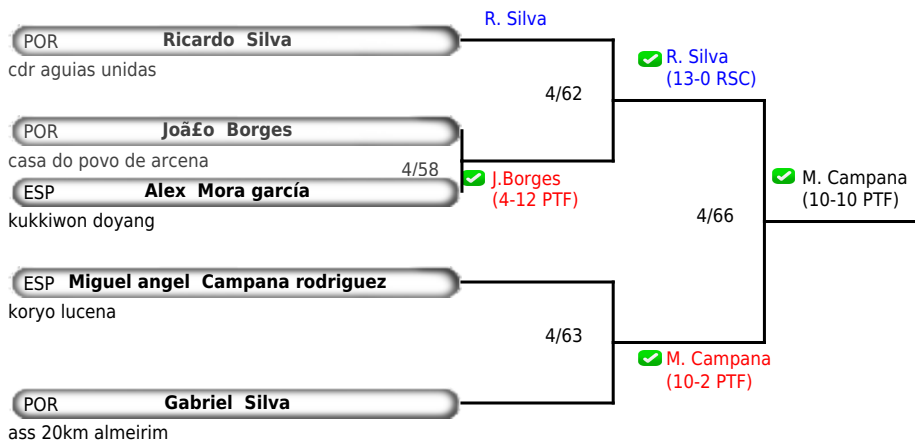 R. Silva
POR Ricardo Silva
cdr aguias unidas
R. Silva
(13-0 RSC)
4/62
POR Joã£o Borges
casa do povo de arcena
4/58
J.Borges
(4-12 PTF)
ESP Alex Mora garcía
kukkiwon doyang
M. Campana
(10-10 PTF)
4/66
ESP Miguel angel Campana rodriguez
koryo lucena
4/63
M. Campana
(10-2 PTF)
POR Gabriel Silva
ass 20km almeirim